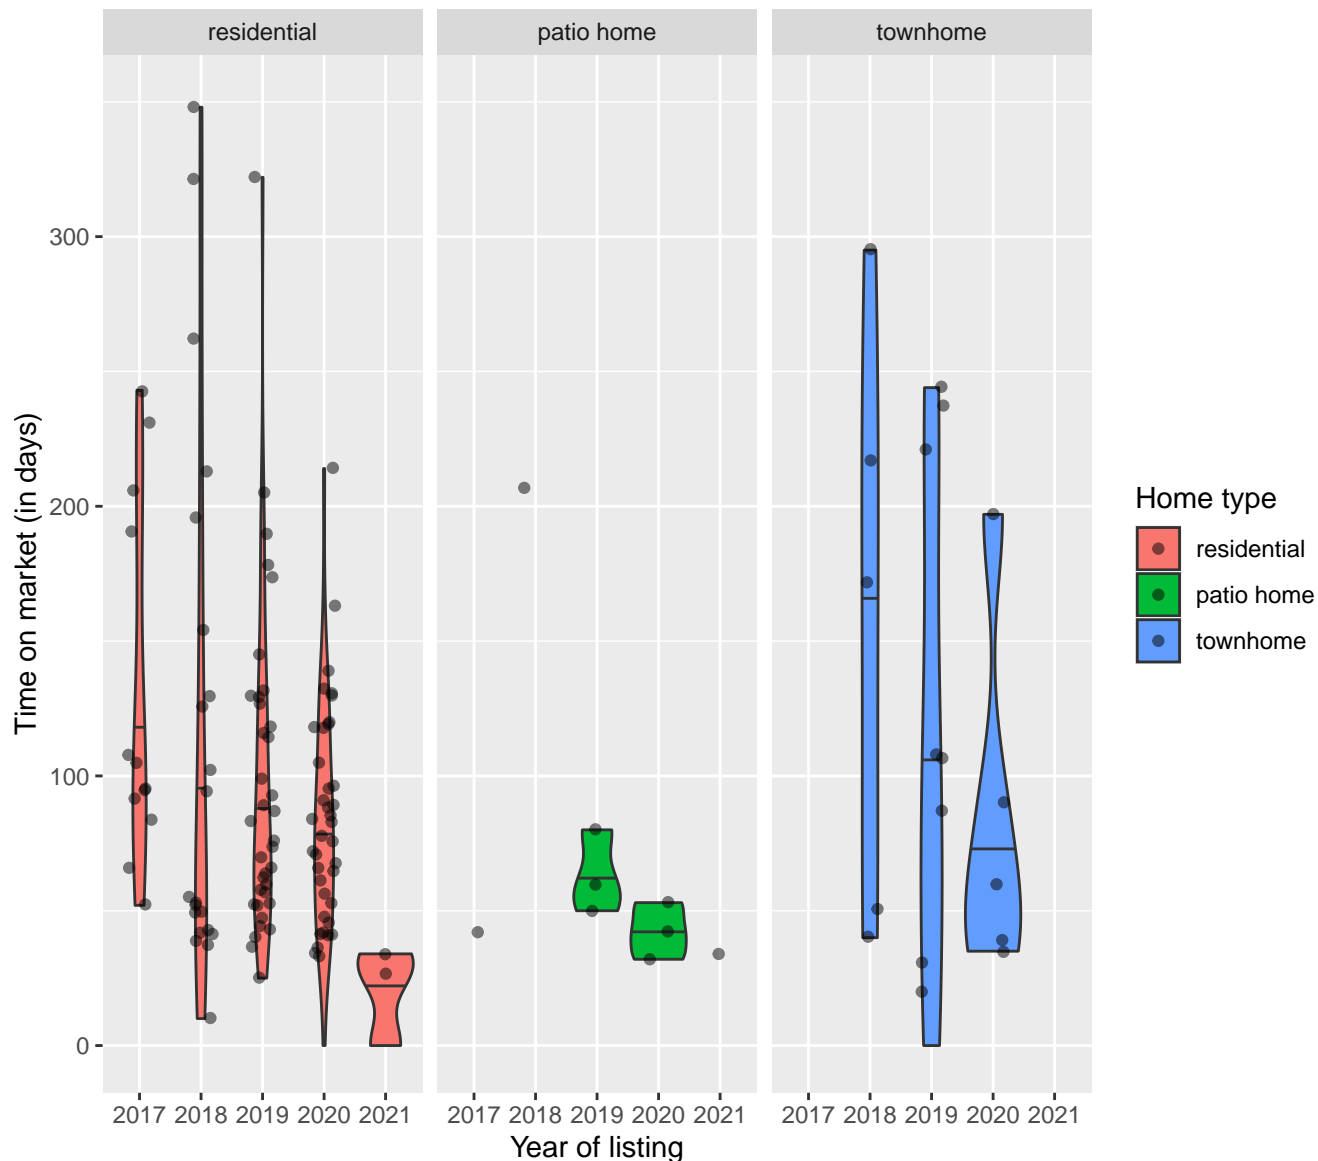 residential
patio home
townhome
Time on market (in days)
300
200
100
0
2017 2018 2019 2020 2021
2017 2018 2019 2020 2021
2017 2018 2019 2020 2021
Year of listing
Home type
residential
patio home
townhome